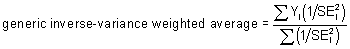 generic inverse-variance weighted average = ∑ Yᵢ(1/SEᵢ²) / ∑ (1/SEᵢ²)